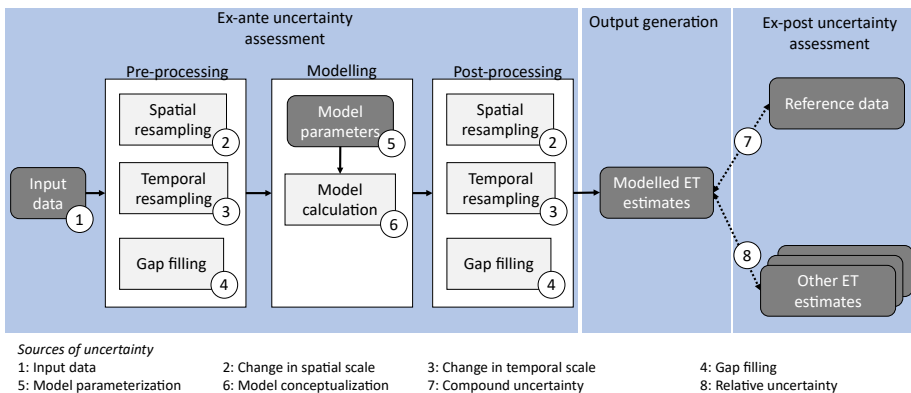 Ex-ante uncertainty
assessment
Output generation
Ex-post uncertainty
assessment
Pre-processing
Modelling
Post-processing
Input
data
1
Spatial
resampling
2
Temporal
resampling
3
Gap filling
4
Model
parameters
5
Model
calculation
6
Spatial
resampling
2
Temporal
resampling
3
Gap filling
4
Modelled ET
estimates
7
Reference data
8
Other ET
estimates
Sources of uncertainty
1: Input data 2: Change in spatial scale 3: Change in temporal scale 4: Gap filling
5: Model parameterization 6: Model conceptualization 7: Compound uncertainty 8: Relative uncertainty